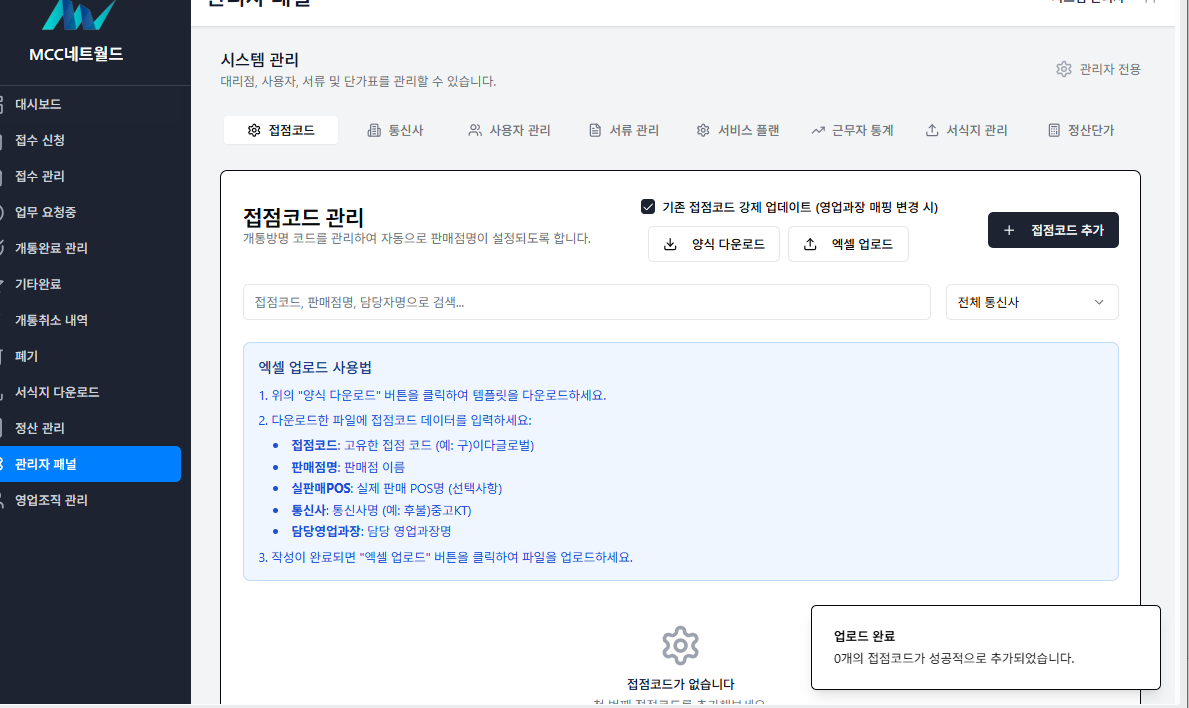 관리자 패널
MCC네트월드
대시보드
접수 신청
접수 관리
업무 요청중
개통완료 관리
기타완료
개통취소 내역
폐기
서식지 다운로드
정산 관리
관리자 패널
영업조직 관리
시스템 관리
대리점, 사용자, 서류 및 단가표를 관리할 수 있습니다.
관리자 전용
접점코드 통신사 사용자 관리 서류 관리 서비스 플랜 근무자 통계 서식지 관리 정산단가
접점코드 관리
개통방명 코드를 관리하여 자동으로 판매점명이 설정되도록 합니다.
기존 접점코드 강제 업데이트 (영업과장 매핑 변경 시)
양식 다운로드 엑셀 업로드
접점코드 추가
접점코드, 판매점명, 담당자명으로 검색...
전체 통신사
엑셀 업로드 사용법
1. 위의 "양식 다운로드" 버튼을 클릭하여 템플릿을 다운로드하세요.
2. 다운로드한 파일에 접점코드 데이터를 입력하세요:
접점코드: 고유한 접점 코드 (예: 구)이다글로벌)
판매점명: 판매점 이름
실판매POS: 실제 판매 POS명 (선택사항)
통신사: 통신사명 (예: 후불)중고KT)
담당영업과장: 담당 영업과장명
3. 작성이 완료되면 "엑셀 업로드" 버튼을 클릭하여 파일을 업로드하세요.
접점코드가 없습니다
업로드 완료
0개의 접점코드가 성공적으로 추가되었습니다.